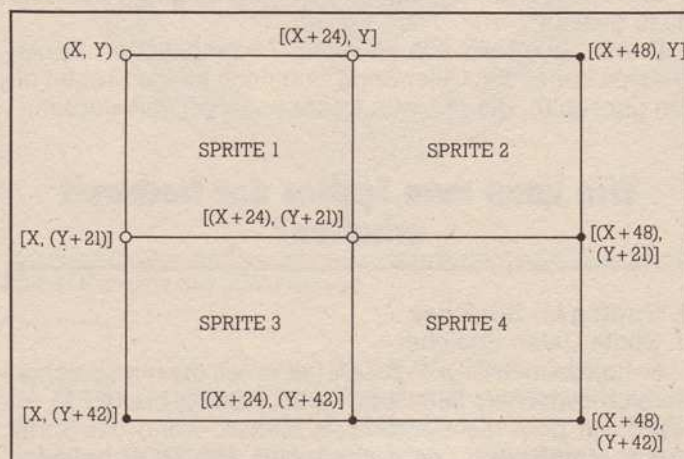 (X, Y)
[(X+24), Y]
[(X+48), Y]
SPRITE 1
SPRITE 2
[X, (Y+21)]
[(X+24), (Y+21)]
[(X+48),
(Y+21)]
SPRITE 3
SPRITE 4
[X, (Y+42)]
[(X+24), (Y+42)]
[(X+48),
(Y+42)]